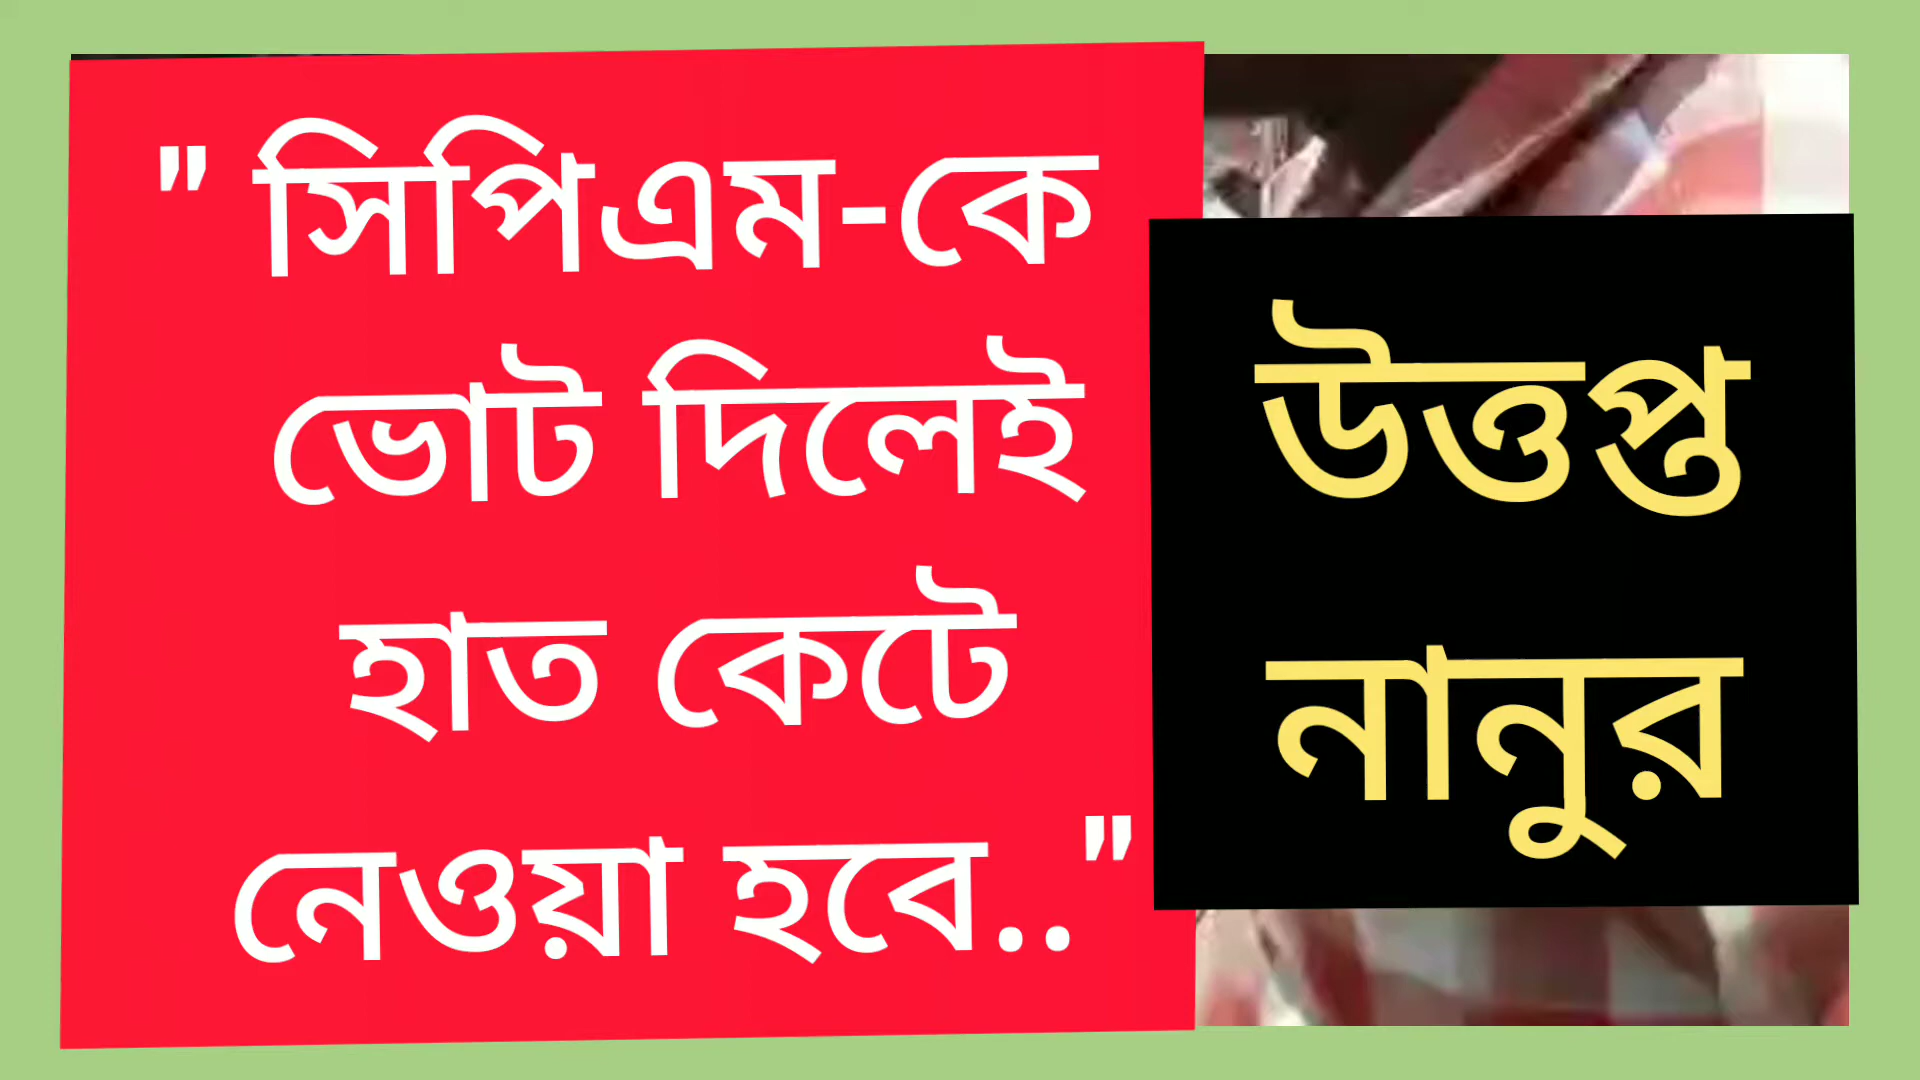 " সিপিএম-কে
ভোট দিলেই
হাত কেটে
নেওয়া হবে.."
উত্তপ্ত
নানুর